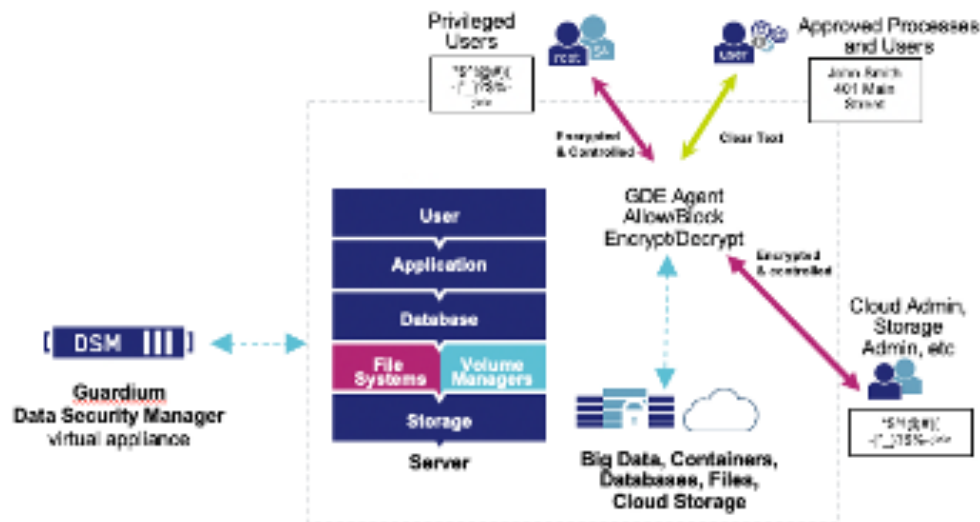 Privileged
Users
root
SA
user
Approved Processes
and Users
John Smith
401 Main
Street
Encrypted
& Controlled
Clear Text
GDE Agent
Allow/Block
Encrypt/Decrypt
Encrypted
& controlled
User
Application
Database
File
Systems
Volume
Managers
Storage
Server
DSM
Guardium
Data Security Manager
virtual appliance
Big Data, Containers,
Databases, Files,
Cloud Storage
Cloud Admin,
Storage
Admin, etc